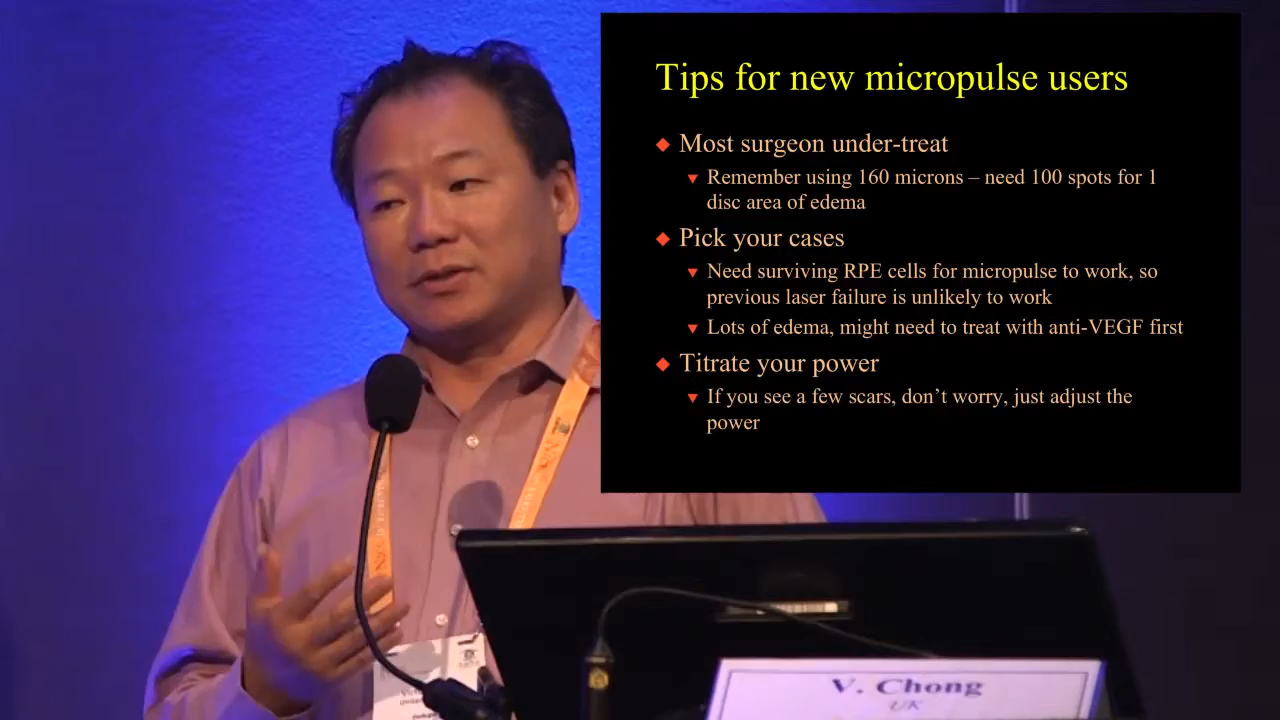 Tips for new micropulse users
Most surgeon under-treat
Remember using 160 microns – need 100 spots for 1
disc area of edema
Pick your cases
Need surviving RPE cells for micropulse to work, so
previous laser failure is unlikely to work
Lots of edema, might need to treat with anti-VEGF first
Titrate your power
If you see a few scars, don’t worry, just adjust the
power
V. Chong
UK